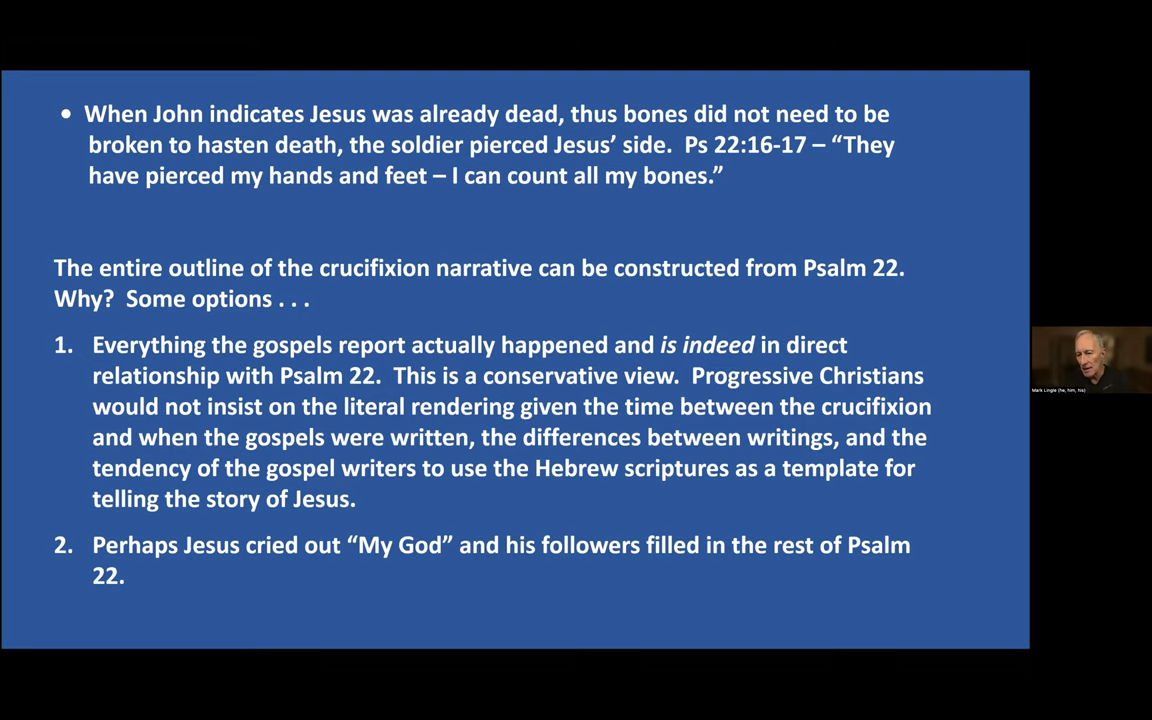 • When John indicates Jesus was already dead, thus bones did not need to be
broken to hasten death, the soldier pierced Jesus’ side.  Ps 22:16-17 – “They
have pierced my hands and feet – I can count all my bones.”
The entire outline of the crucifixion narrative can be constructed from Psalm 22.
Why?  Some options . . .
1. Everything the gospels report actually happened and is indeed in direct
relationship with Psalm 22.  This is a conservative view.  Progressive Christians
would not insist on the literal rendering given the time between the crucifixion
and when the gospels were written, the differences between writings, and the
tendency of the gospel writers to use the Hebrew scriptures as a template for
telling the story of Jesus.
2. Perhaps Jesus cried out “My God” and his followers filled in the rest of Psalm
22.
Mark Lingle (he, him, his)